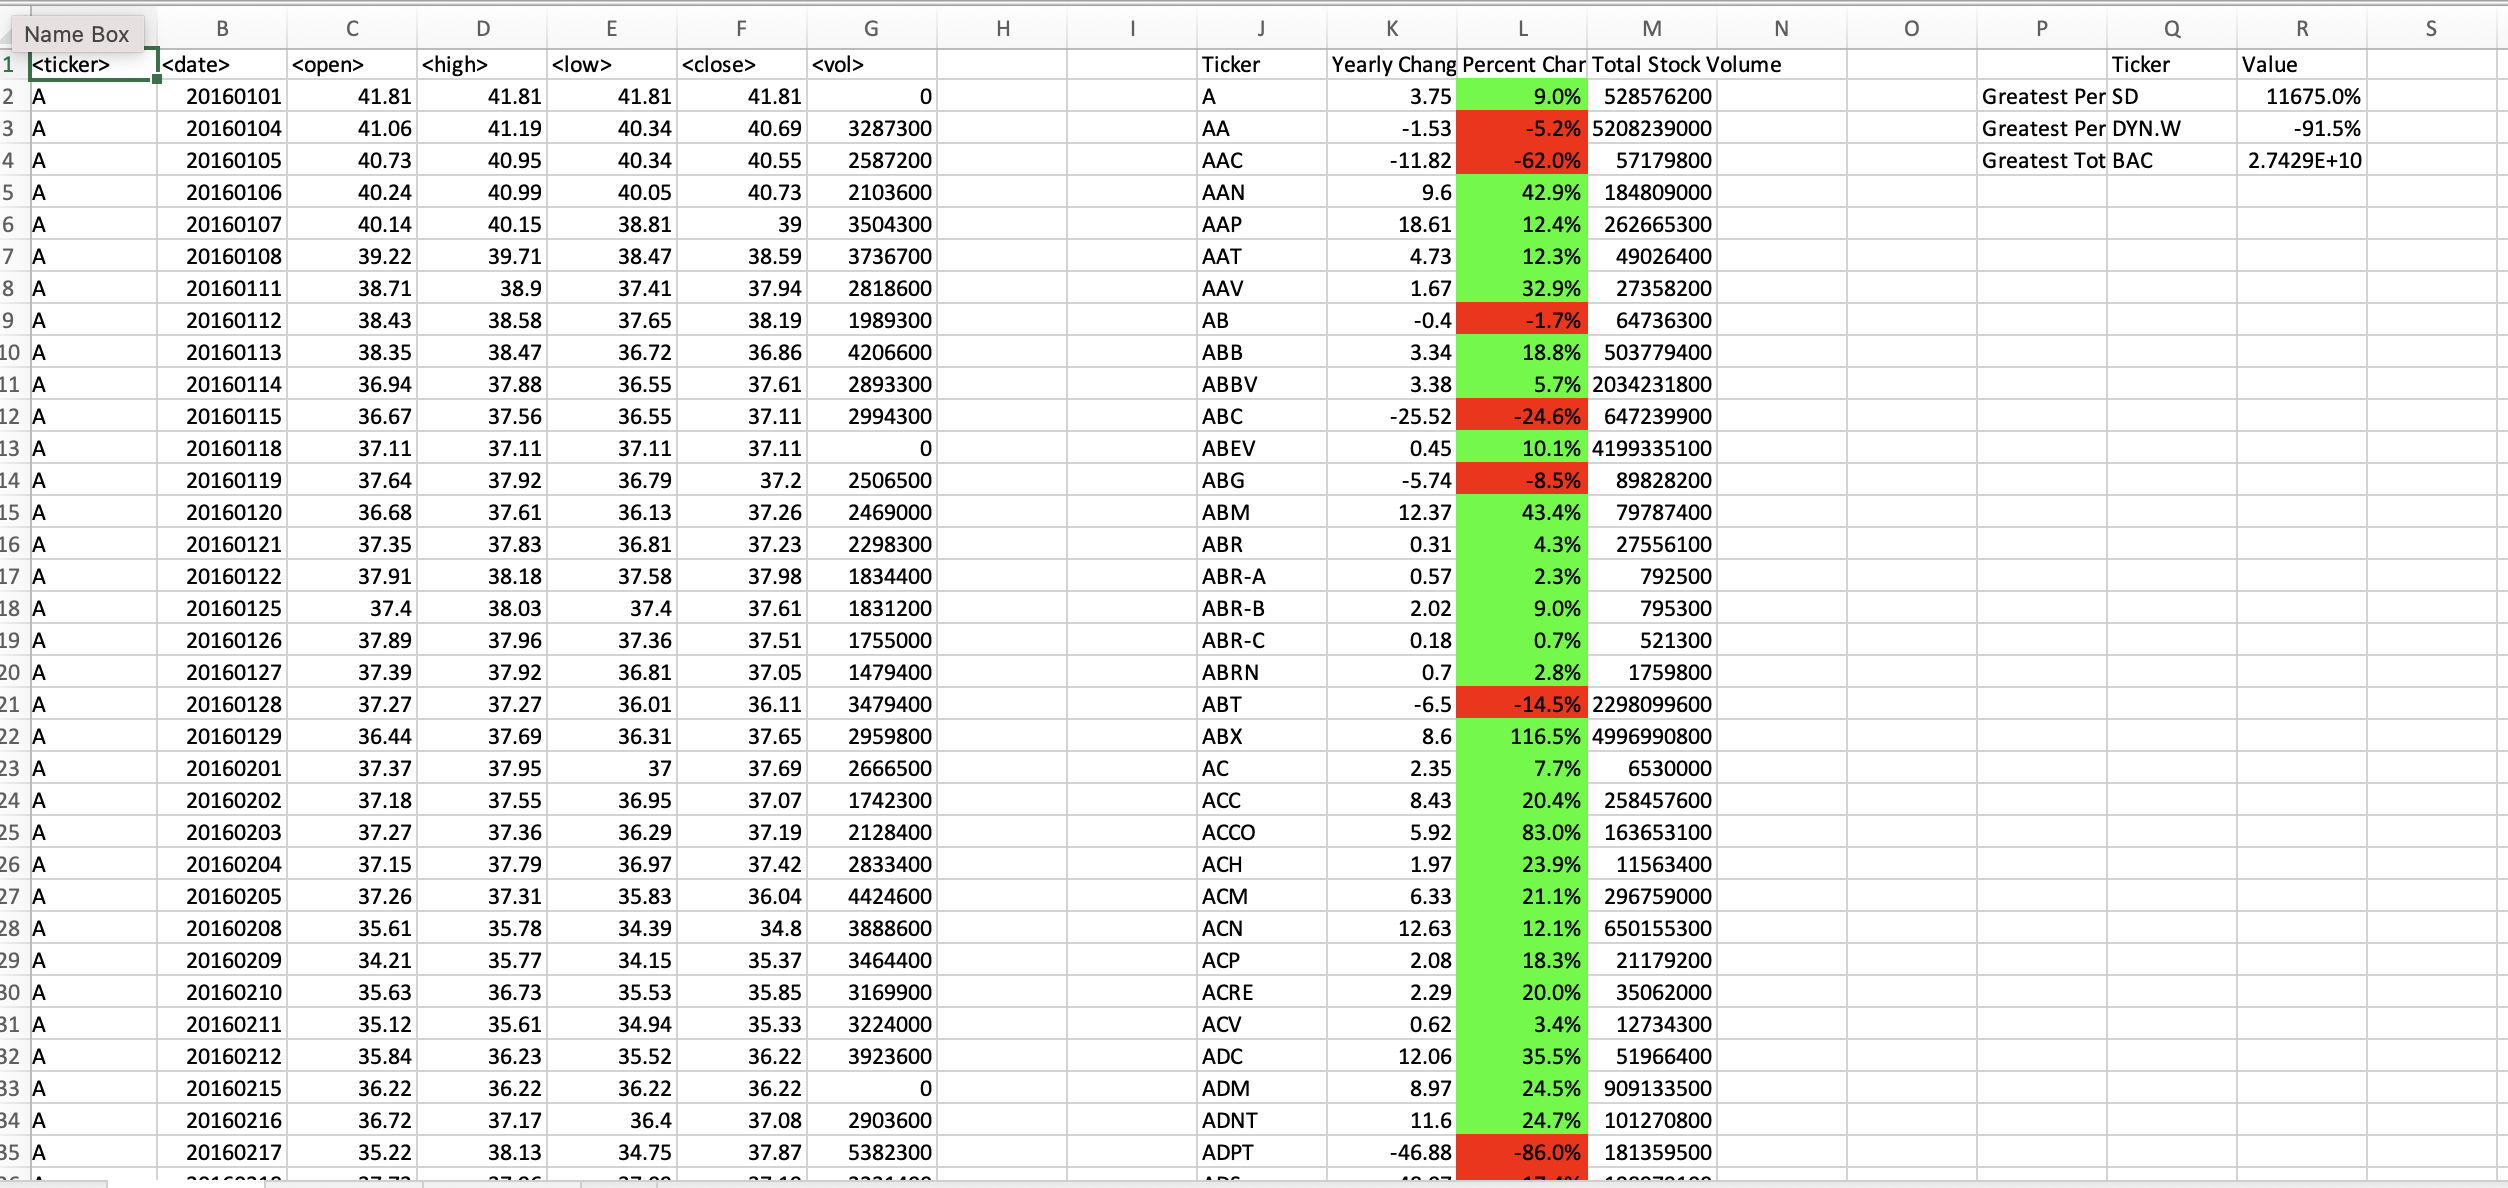 Name Box B C D E F G H I J K L M N O P Q R S
1 <ticker> <date> <open> <high> <low> <close> <vol> Ticker Yearly Chang Percent Char Total Stock Volume Ticker Value
2 A 20160101 41.81 41.81 41.81 41.81 0 A 3.75 9.0% 528576200 Greatest Per SD 11675.0%
3 A 20160104 41.06 41.19 40.34 40.69 3287300 AA -1.53 -5.2% 5208239000 Greatest Per DYN.W -91.5%
4 A 20160105 40.73 40.95 40.34 40.55 2587200 AAC -11.82 -62.0% 57179800 Greatest Tot BAC 2.7429E+10
5 A 20160106 40.24 40.99 40.05 40.73 2103600 AAN 9.6 42.9% 184809000
6 A 20160107 40.14 40.15 38.81 39 3504300 AAP 18.61 12.4% 262665300
7 A 20160108 39.22 39.71 38.47 38.59 3736700 AAT 4.73 12.3% 49026400
8 A 20160111 38.71 38.9 37.41 37.94 2818600 AAV 1.67 32.9% 27358200
9 A 20160112 38.43 38.58 37.65 38.19 1989300 AB -0.4 -1.7% 64736300
10 A 20160113 38.35 38.47 36.72 36.86 4206600 ABB 3.34 18.8% 503779400
11 A 20160114 36.94 37.88 36.55 37.61 2893300 ABBV 3.38 5.7% 2034231800
12 A 20160115 36.67 37.56 36.55 37.11 2994300 ABC -25.52 -24.6% 647239900
13 A 20160118 37.11 37.11 37.11 37.11 0 ABEV 0.45 10.1% 4199335100
14 A 20160119 37.64 37.92 36.79 37.2 2506500 ABG -5.74 -8.5% 89828200
15 A 20160120 36.68 37.61 36.13 37.26 2469000 ABM 12.37 43.4% 79787400
16 A 20160121 37.35 37.83 36.81 37.23 2298300 ABR 0.31 4.3% 27556100
17 A 20160122 37.91 38.18 37.58 37.98 1834400 ABR-A 0.57 2.3% 792500
18 A 20160125 37.4 38.03 37.4 37.61 1831200 ABR-B 2.02 9.0% 795300
19 A 20160126 37.89 37.96 37.36 37.51 1755000 ABR-C 0.18 0.7% 521300
20 A 20160127 37.39 37.92 36.81 37.05 1479400 ABRN 0.7 2.8% 1759800
21 A 20160128 37.27 37.27 36.01 36.11 3479400 ABT -6.5 -14.5% 2298099600
22 A 20160129 36.44 37.69 36.31 37.65 2959800 ABX 8.6 116.5% 4996990800
23 A 20160201 37.37 37.95 37 37.69 2666500 AC 2.35 7.7% 6530000
24 A 20160202 37.18 37.55 36.95 37.07 1742300 ACC 8.43 20.4% 258457600
25 A 20160203 37.27 37.36 36.29 37.19 2128400 ACCO 5.92 83.0% 163653100
26 A 20160204 37.15 37.79 36.97 37.42 2833400 ACH 1.97 23.9% 11563400
27 A 20160205 37.26 37.31 35.83 36.04 4424600 ACM 6.33 21.1% 296759000
28 A 20160208 35.61 35.78 34.39 34.8 3888600 ACN 12.63 12.1% 650155300
29 A 20160209 34.21 35.77 34.15 35.37 3464400 ACP 2.08 18.3% 21179200
30 A 20160210 35.63 36.73 35.53 35.85 3169900 ACRE 2.29 20.0% 35062000
31 A 20160211 35.12 35.61 34.94 35.33 3224000 ACV 0.62 3.4% 12734300
32 A 20160212 35.84 36.23 35.52 36.22 3923600 ADC 12.06 35.5% 51966400
33 A 20160215 36.22 36.22 36.22 36.22 0 ADM 8.97 24.5% 909133500
34 A 20160216 36.72 37.17 36.4 37.08 2903600 ADNT 11.6 24.7% 101270800
35 A 20160217 35.22 38.13 34.75 37.87 5382300 ADPT -46.88 -86.0% 181359500